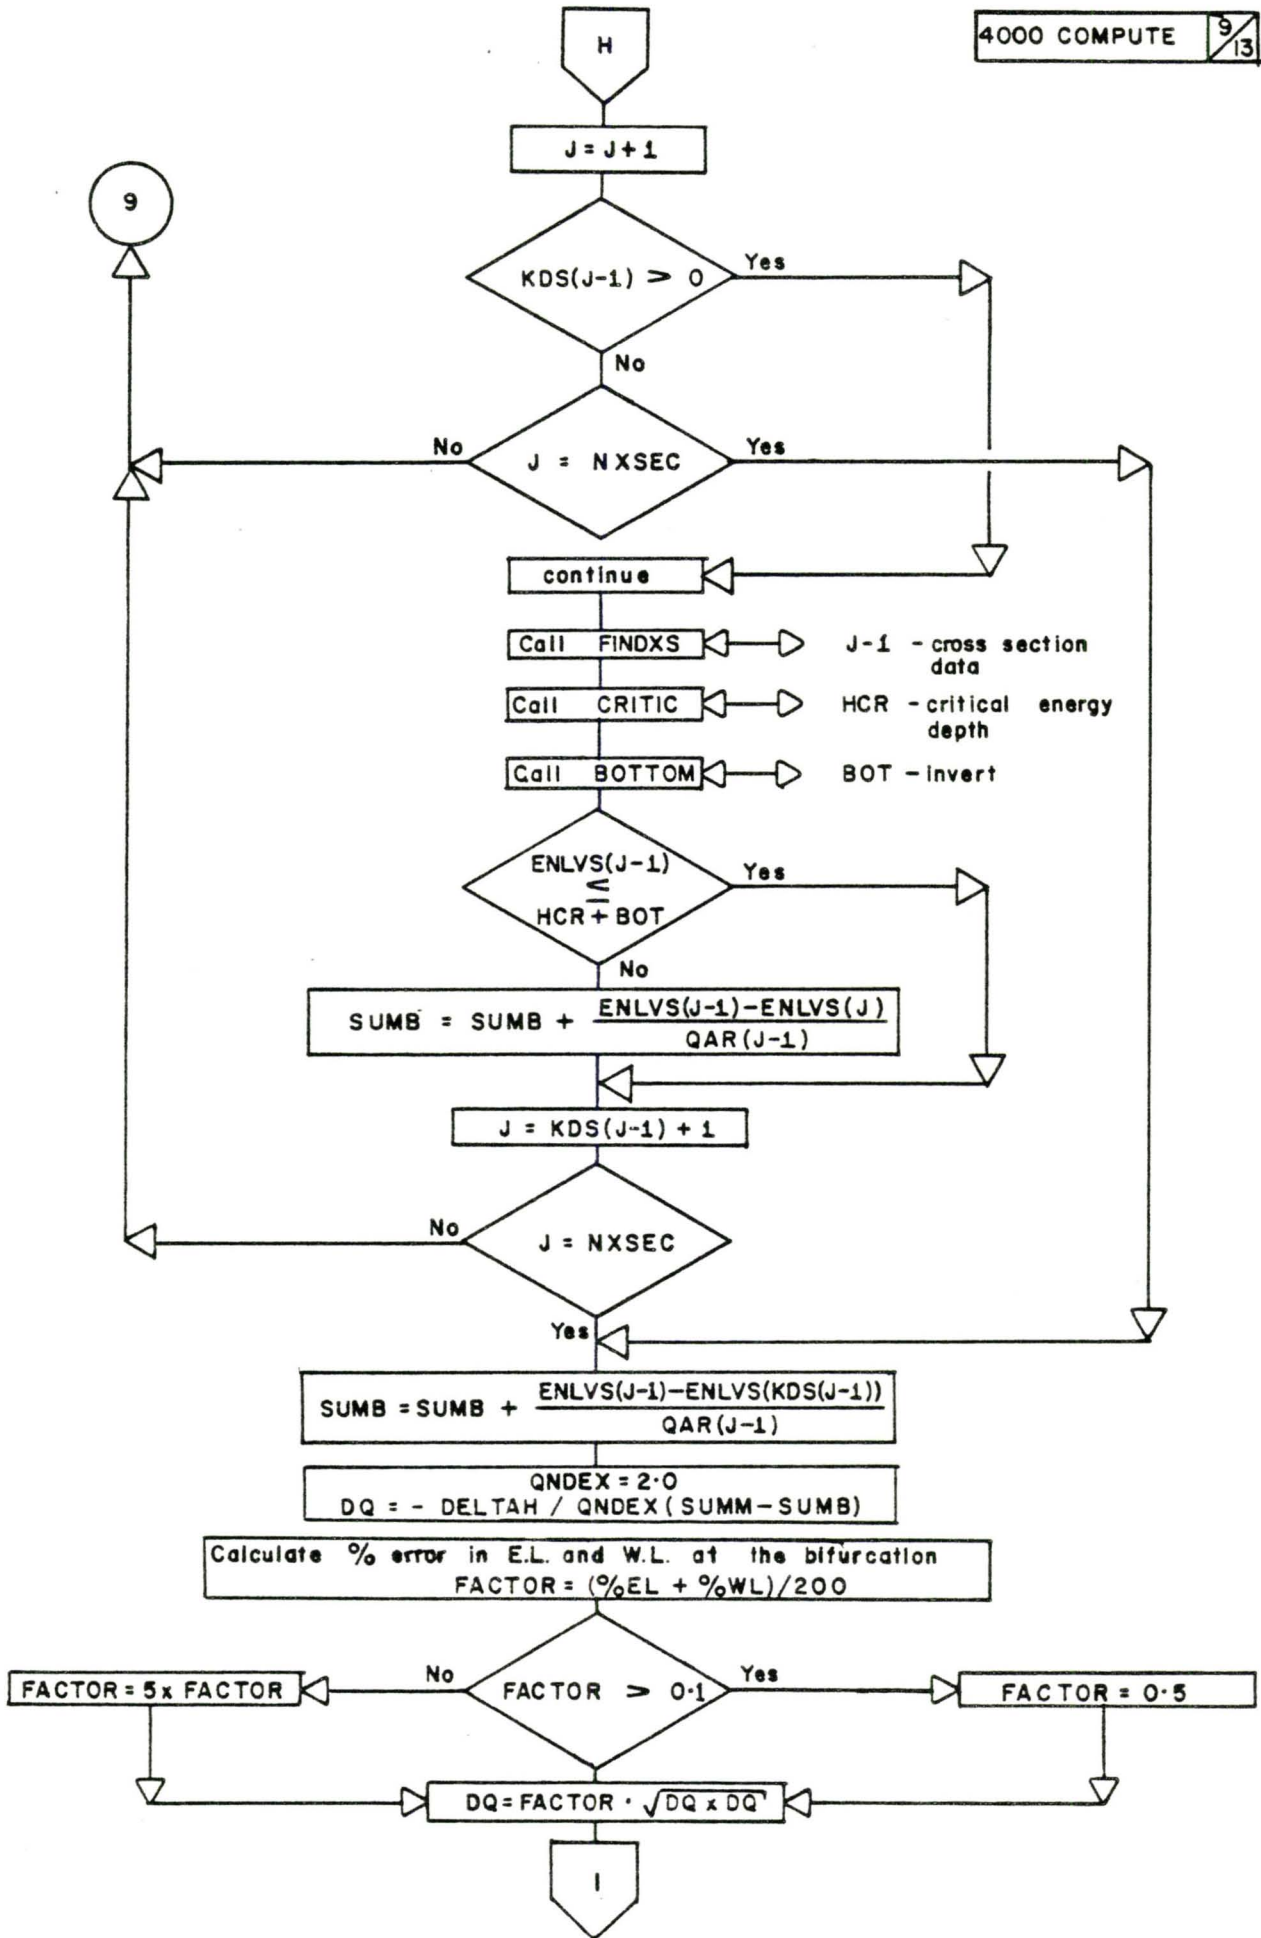 H
4000 COMPUTE 9/13
J = J + 1
9
KDS(J-1) > 0
Yes
No
No
J = NXSEC
Yes
continue
Call FINDXS
J-1 - cross section
data
Call CRITIC
HCR - critical energy
depth
Call BOTTOM
BOT - invert
ENLVS(J-1)
≤
HCR + BOT
Yes
No
SUMB = SUMB + ENLVS(J-1)-ENLVS(J)
QAR(J-1)
J = KDS(J-1) + 1
No
J = NXSEC
Yes
SUMB = SUMB + ENLVS(J-1)-ENLVS(KDS(J-1))
QAR(J-1)
QNDEX = 2·0
DQ = - DELTAH / QNDEX (SUMM-SUMB)
Calculate % error in E.L. and W.L. at the bifurcation
FACTOR = (%EL + %WL)/200
No
Yes
FACTOR = 5 x FACTOR
FACTOR > 0·1
FACTOR = 0·5
DQ = FACTOR · √DQ x DQ
I